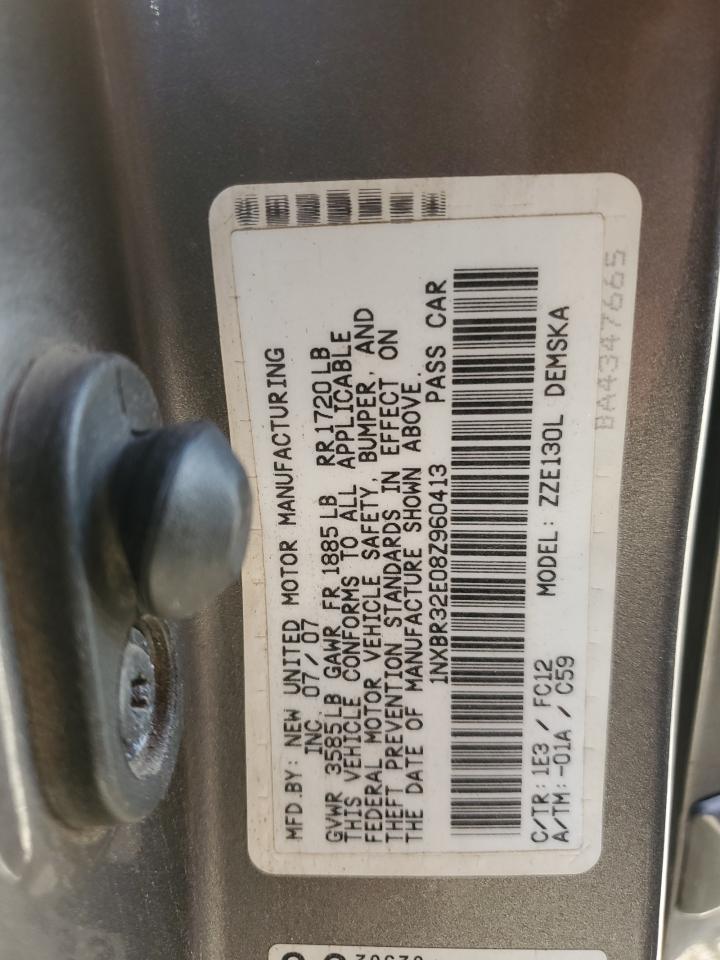 MFD.BY: NEW UNITED MOTOR MANUFACTURING
INC. 07/07
GVWR 3585LB GAWR FR 1885LB RR1720LB
THIS VEHICLE CONFORMS TO ALL APPLICABLE
FEDERAL MOTOR VEHICLE SAFETY, BUMPER, AND
THEFT PREVENTION STANDARDS IN EFFECT ON
THE DATE OF MANUFACTURE SHOWN ABOVE.
1NXBR32E08Z960413 PASS CAR
C/TR: 1E3 / FC12 MODEL: ZZE130L DEMSKA
A/TM: -01A / C59
BA4347665